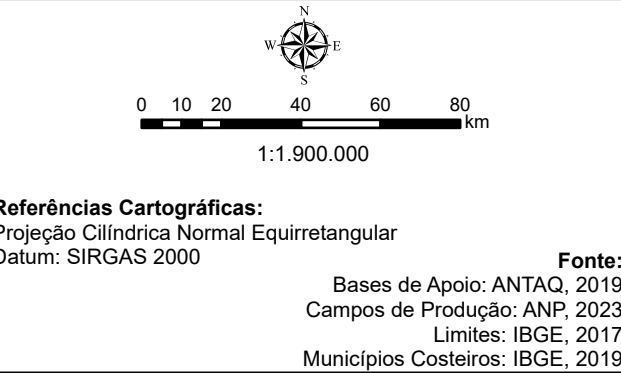 N
W E
S
0 10 20 40 60 80
km
1:1.900.000
Referências Cartográficas:
Projeção Cilíndrica Normal Equirretangular
Datum: SIRGAS 2000
Fonte:
Bases de Apoio: ANTAQ, 2019
Campos de Produção: ANP, 2023
Limites: IBGE, 2017
Municípios Costeiros: IBGE, 2019